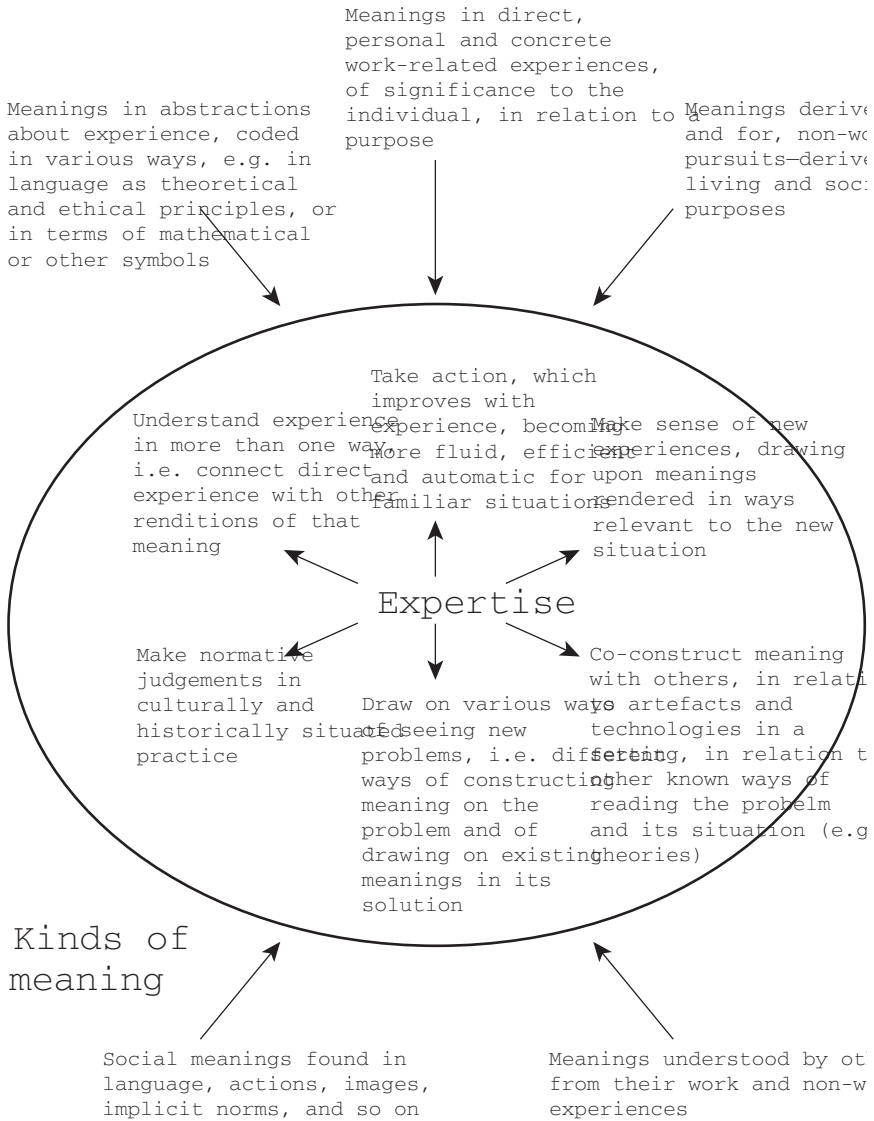 Meanings in direct,
personal and concrete
work-related experiences,
of significance to the
individual, in relation to a
purpose
Meanings in abstractions
about experience, coded
in various ways, e.g. in
language as theoretical
and ethical principles, or
in terms of mathematical
or other symbols
Meanings derive
and for, non-wo
pursuits—derive
living and soci
purposes
Take action, which
improves with
experience, becoming
more fluid, efficient
and automatic for
familiar situations
Understand experience
in more than one way,
i.e. connect direct
experience with other
renditions of that
meaning
Make sense of new
experiences, drawing
upon meanings
rendered in ways
relevant to the new
situation
Expertise
Make normative
judgements in
culturally and
historically situated
practice
Draw on various ways
of seeing new
problems, i.e. different
ways of constructing
meaning on the
problem and of
drawing on existing
meanings in its
solution
Co-construct meaning
with others, in relati
to artefacts and
technologies in a
setting, in relation t
other known ways of
reading the probelm
and its situation (e.g
theories)
Kinds of
meaning
Social meanings found in
language, actions, images,
implicit norms, and so on
Meanings understood by ot
from their work and non-w
experiences